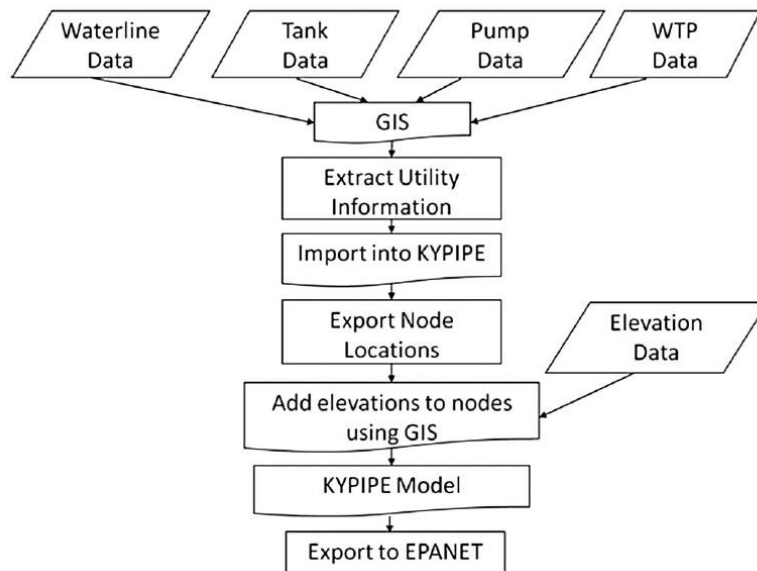 Waterline
Data
Tank
Data
Pump
Data
WTP
Data
GIS
Extract Utility
Information
Import into KYPIPE
Export Node
Locations
Elevation
Data
Add elevations to nodes
using GIS
KYPIPE Model
Export to EPANET